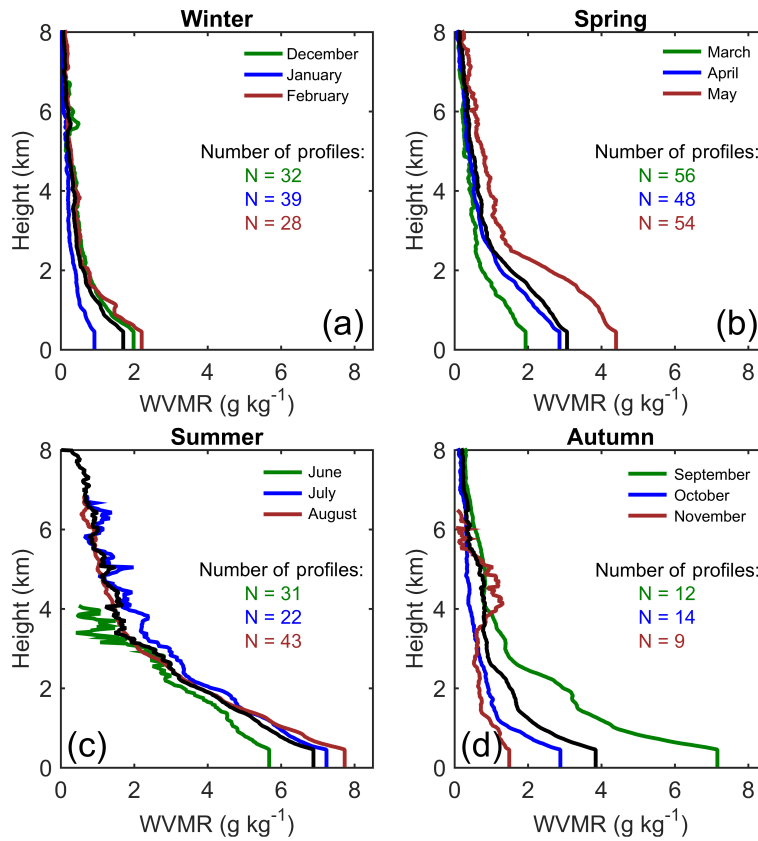 Winter
December
January
February
Number of profiles:
N = 32
N = 39
N = 28
(a)
8
6
4
2
0
0 2 4 6 8
Height (km)
WVMR (g kg⁻¹)
Spring
March
April
May
Number of profiles:
N = 56
N = 48
N = 54
(b)
8
6
4
2
0
0 2 4 6 8
Height (km)
WVMR (g kg⁻¹)
Summer
June
July
August
Number of profiles:
N = 31
N = 22
N = 43
(c)
8
6
4
2
0
0 2 4 6 8
Height (km)
WVMR (g kg⁻¹)
Autumn
September
October
November
Number of profiles:
N = 12
N = 14
N = 9
(d)
8
6
4
2
0
0 2 4 6 8
Height (km)
WVMR (g kg⁻¹)